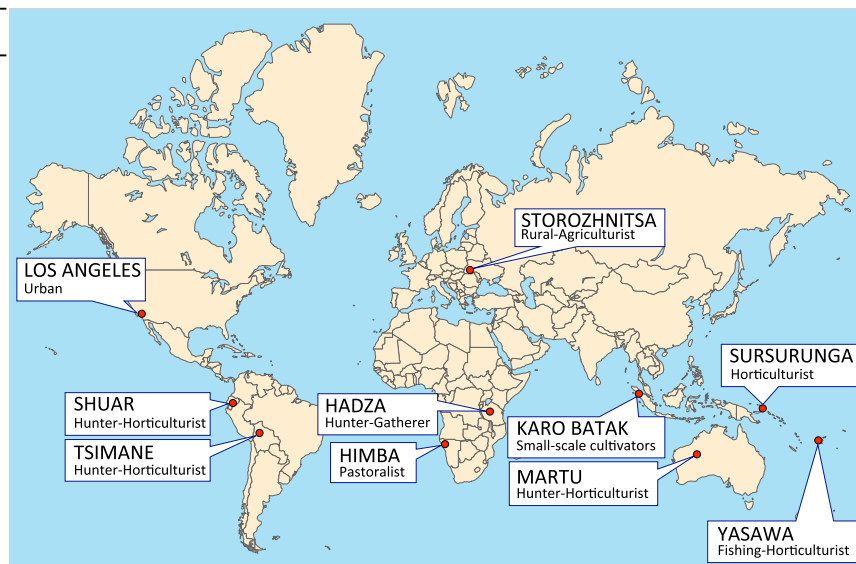 STOROZHNITSA
Rural-Agriculturist
LOS ANGELES
Urban
SURSURUNGA
Horticulturist
SHUAR
Hunter-Horticulturist
HADZA
Hunter-Gatherer
KARO BATAK
Small-scale cultivators
TSIMANE
Hunter-Horticulturist
HIMBA
Pastoralist
MARTU
Hunter-Horticulturist
YASAWA
Fishing-Horticulturist